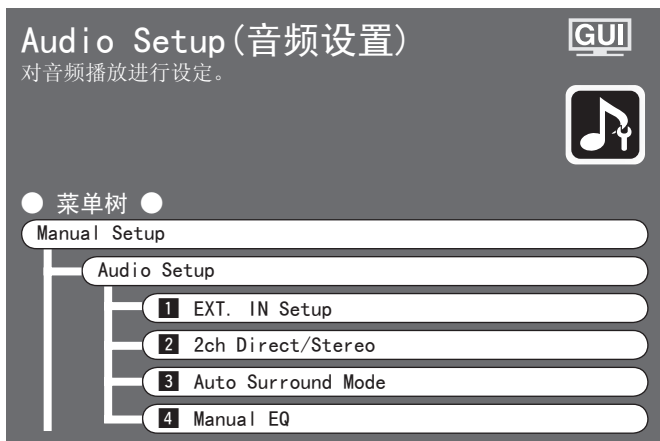 Audio Setup(音频设置)
GUI
对音频播放进行设定。
● 菜单树 ●
Manual Setup
Audio Setup
1 EXT. IN Setup
2 2ch Direct/Stereo
3 Auto Surround Mode
4 Manual EQ